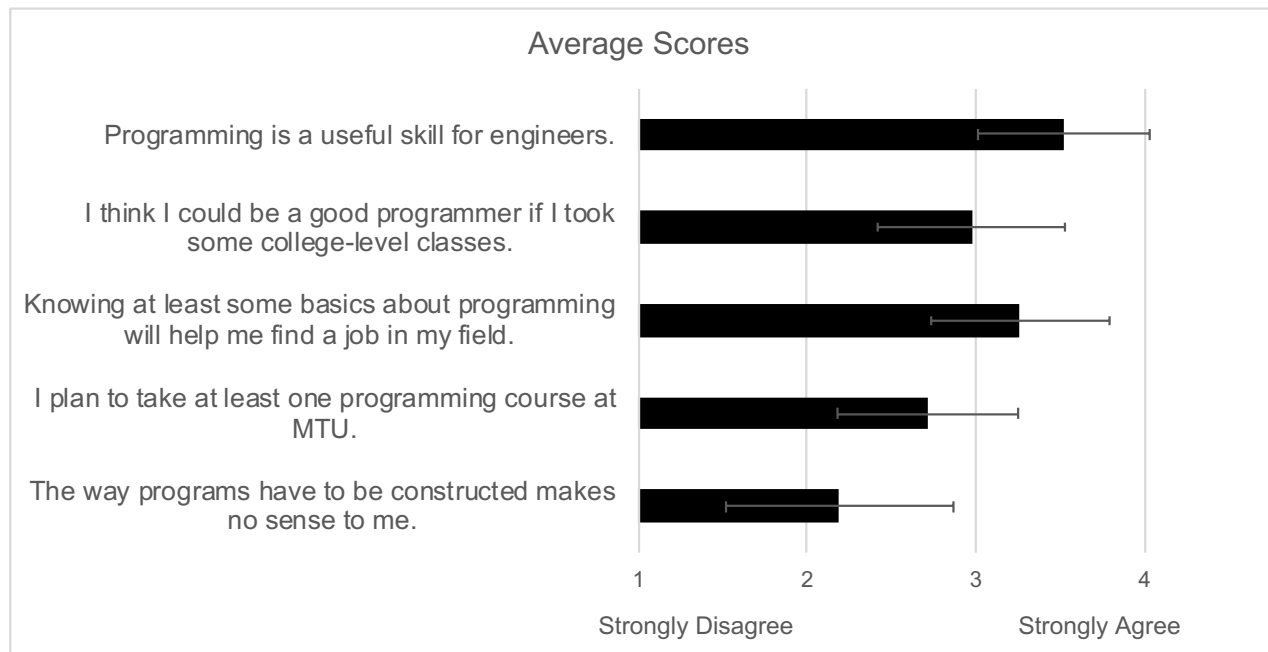 Average Scores
Programming is a useful skill for engineers.
I think I could be a good programmer if I took
some college-level classes.
Knowing at least some basics about programming
will help me find a job in my field.
I plan to take at least one programming course at
MTU.
The way programs have to be constructed makes
no sense to me.
1 2 3 4
Strongly Disagree Strongly Agree